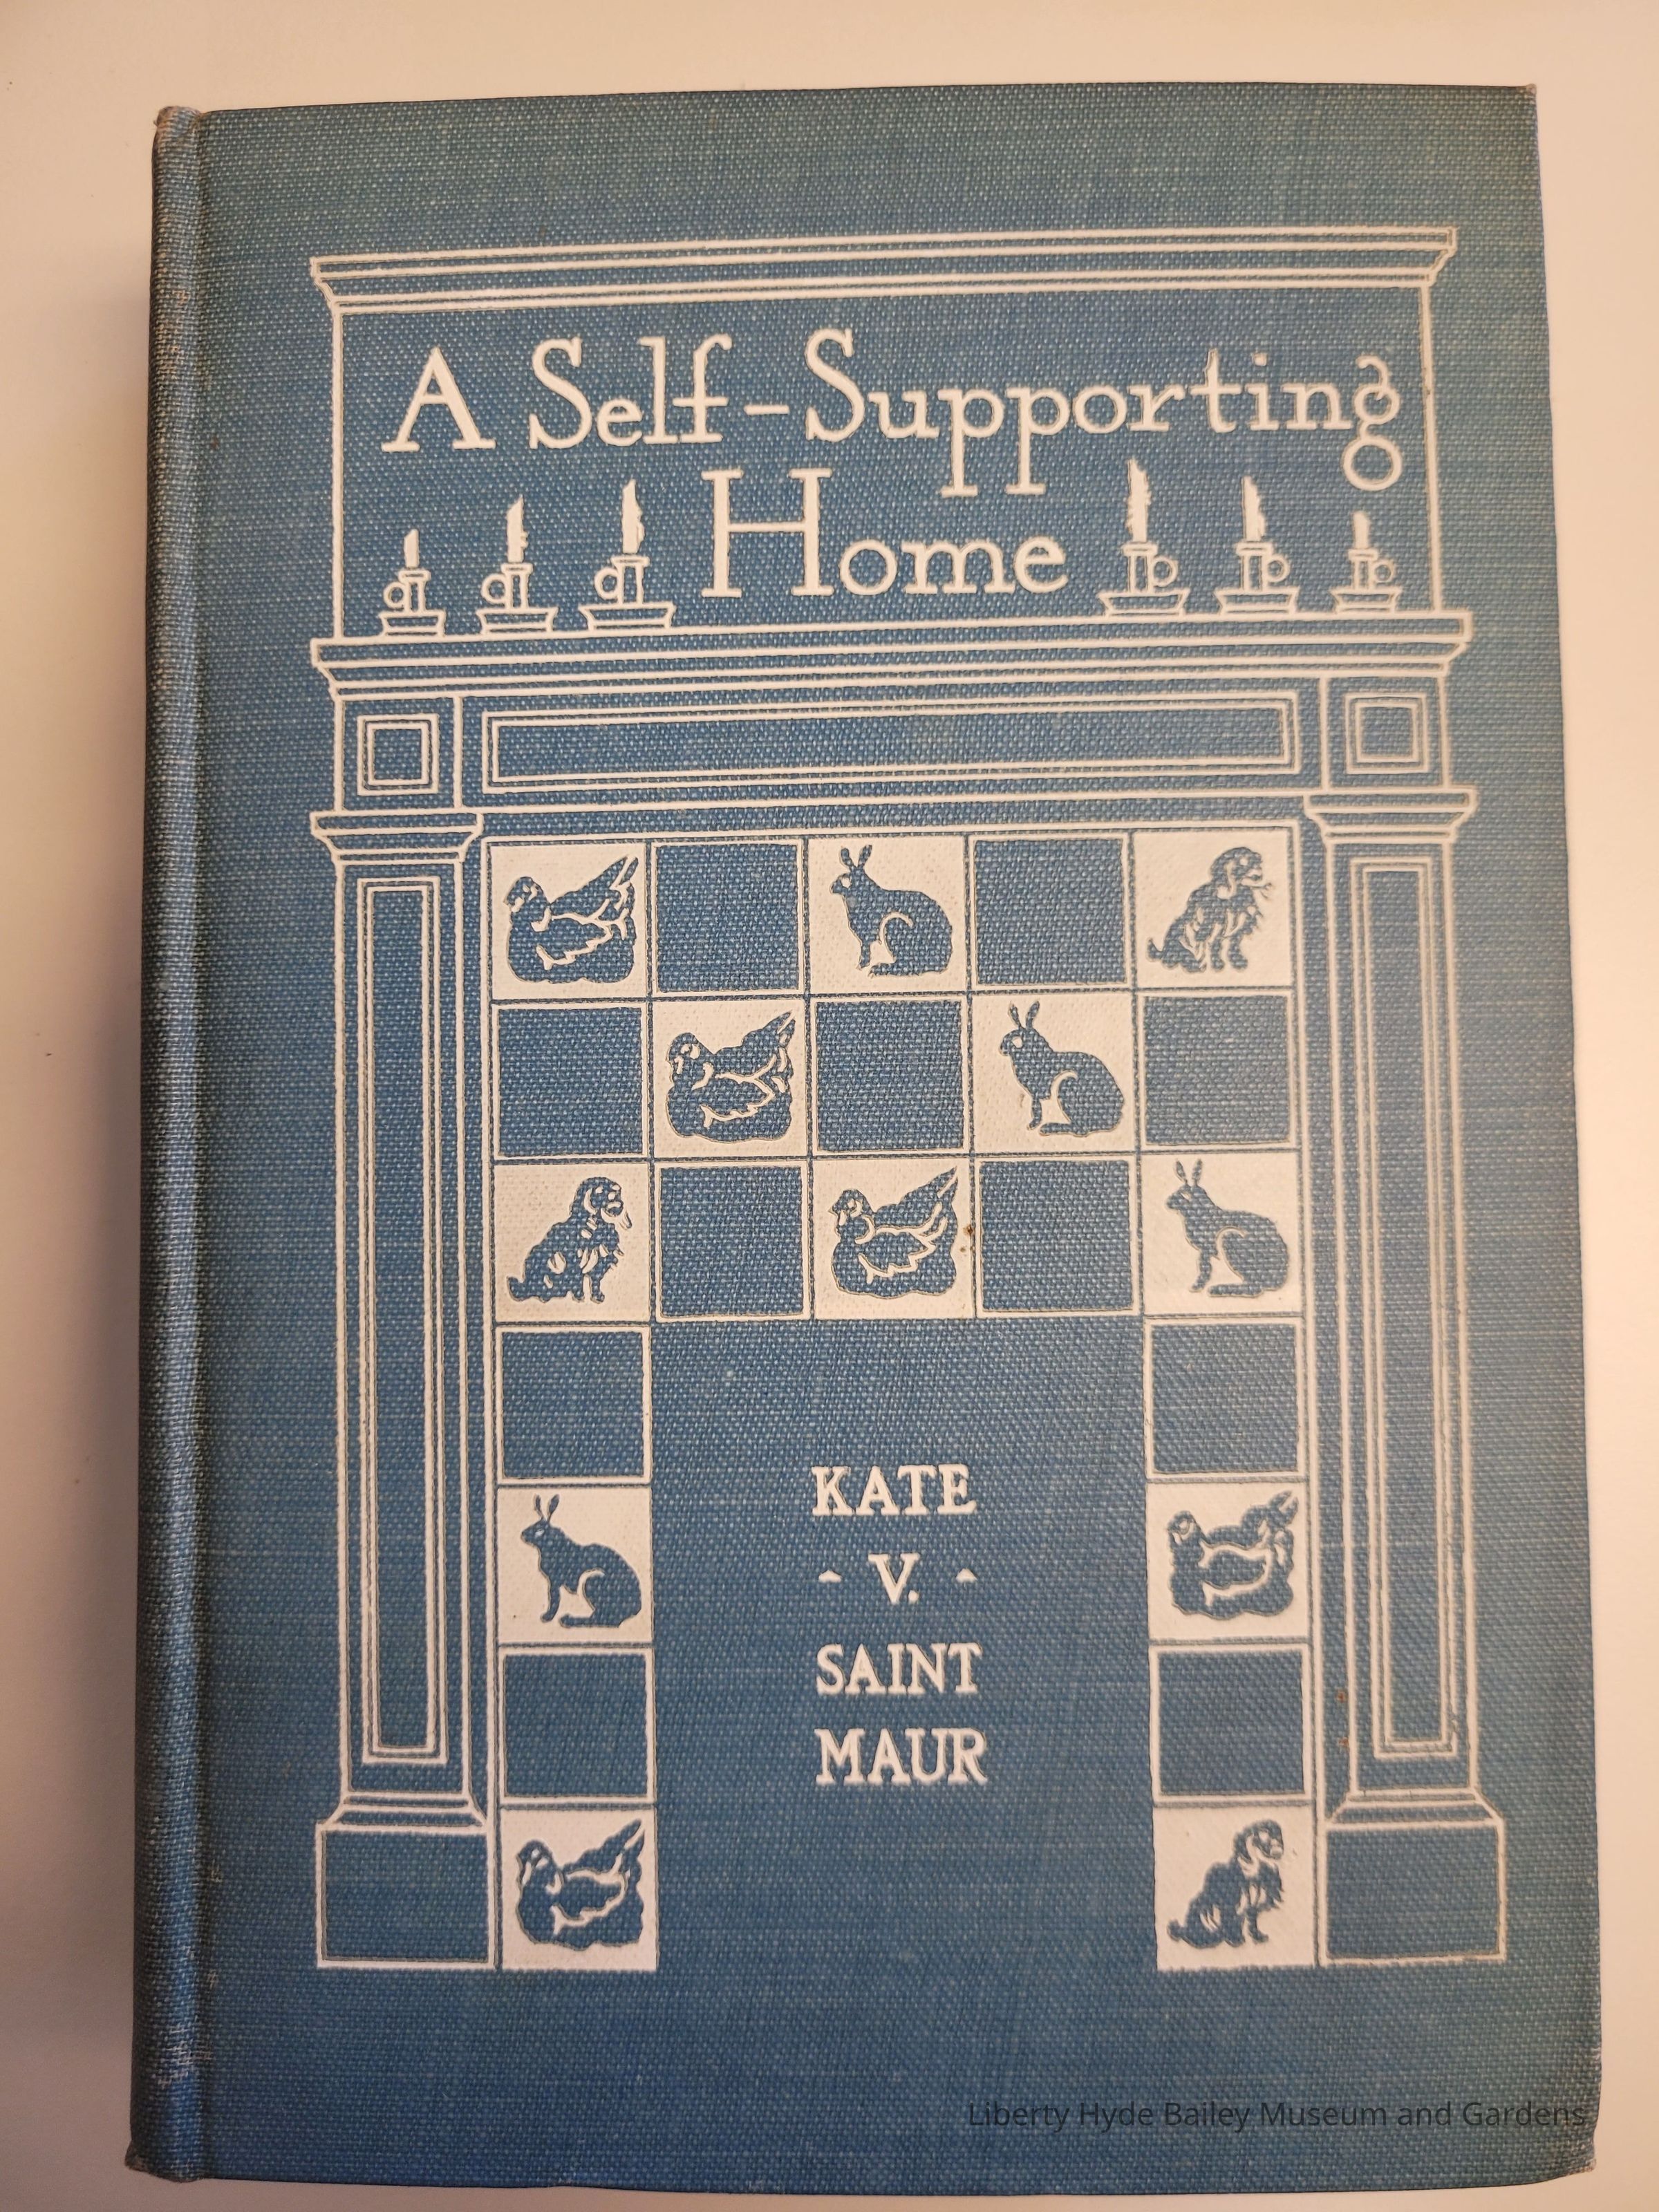 A Self-Supporting
Home
KATE
- V. -
SAINT
MAUR
Liberty Hyde Bailey Museum and Gardens